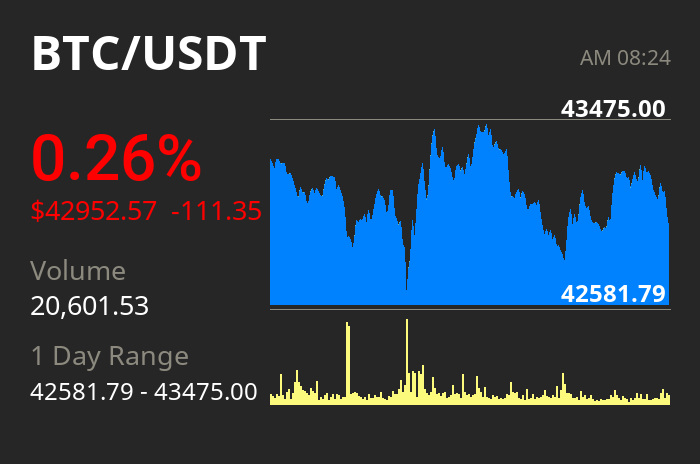 BTC/USDT
AM 08:24
43475.00
0.26%
$42952.57 -111.35
Volume
20,601.53
42581.79
1 Day Range
42581.79 - 43475.00